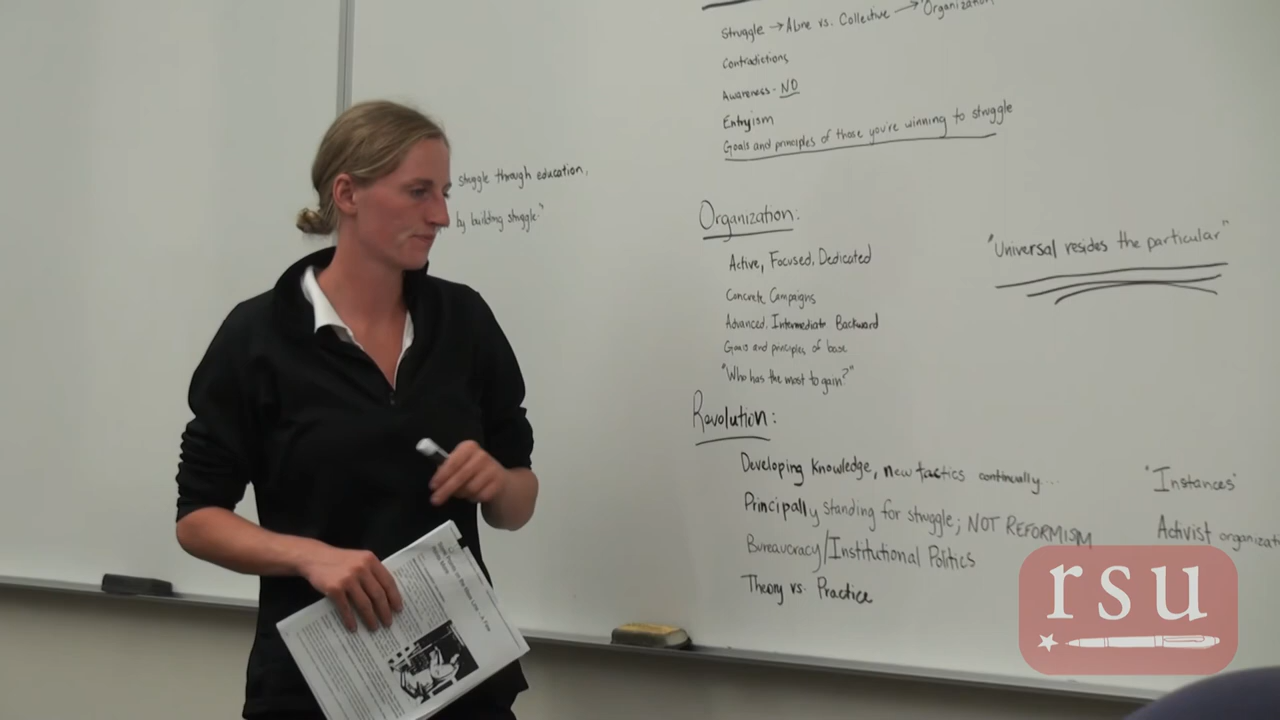 Struggle → Alone vs. Collective → Organization
Contradictions
Awareness - NO
Entryism
Goals and principles of those you're winning to struggle
struggle through education,
by building struggle."
Organization:
Active, Focused, Dedicated
Concrete Campaigns
Advanced, Intermediate Backward
Goals and principles of base
"Who has the most to gain?"
"Universal resides the particular"
Revolution:
Developing Knowledge, new tactics continually...
Principally standing for struggle; NOT REFORMISM
Bureaucracy/Institutional Politics
Theory vs. Practice
"Instances"
Activist organizati
rsu